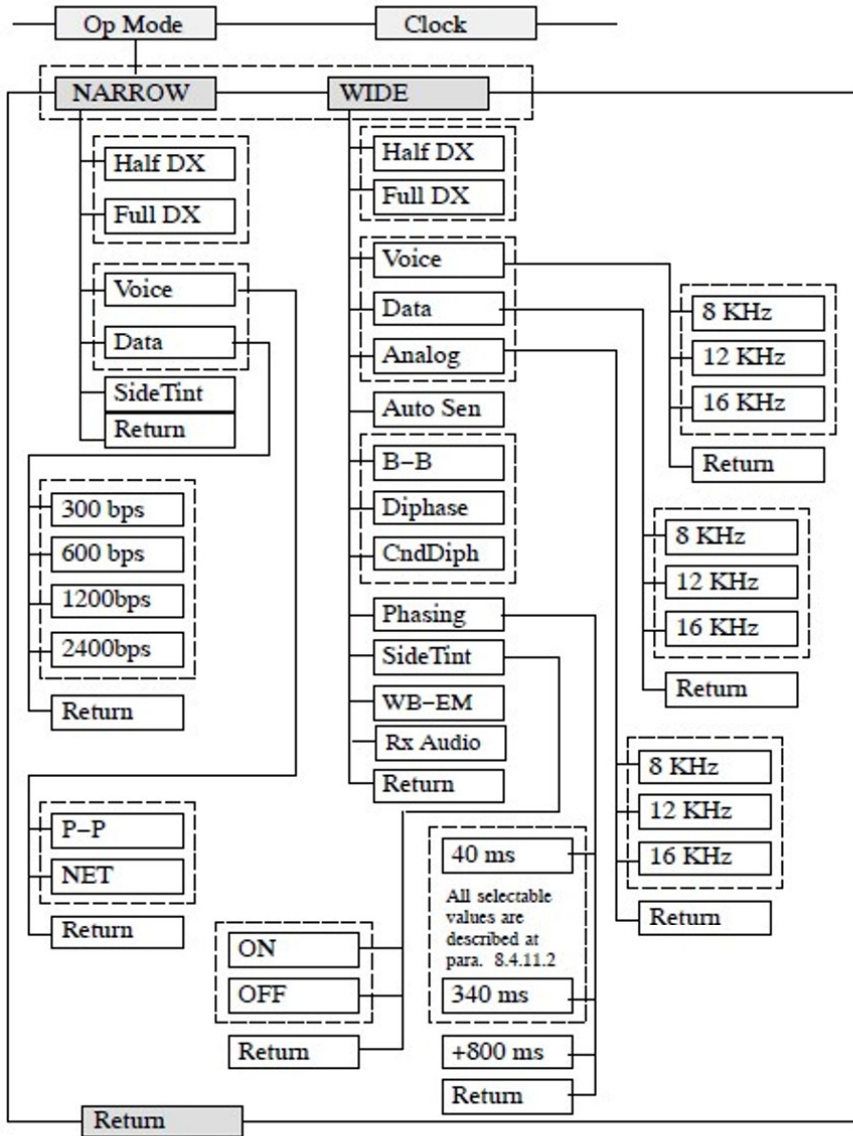 Op Mode
Clock
NARROW
WIDE
Half DX
Full DX
Voice
Data
SideTint
Return
300 bps
600 bps
1200bps
2400bps
Return
P–P
NET
Return
Half DX
Full DX
Voice
Data
Analog
Auto Sen
B–B
Diphase
CndDiph
Phasing
SideTint
WB–EM
Rx Audio
Return
ON
OFF
Return
40 ms
All selectable
values are
described at
para. 8.4.11.2
340 ms
+800 ms
Return
8 KHz
12 KHz
16 KHz
Return
8 KHz
12 KHz
16 KHz
Return
8 KHz
12 KHz
16 KHz
Return
Return